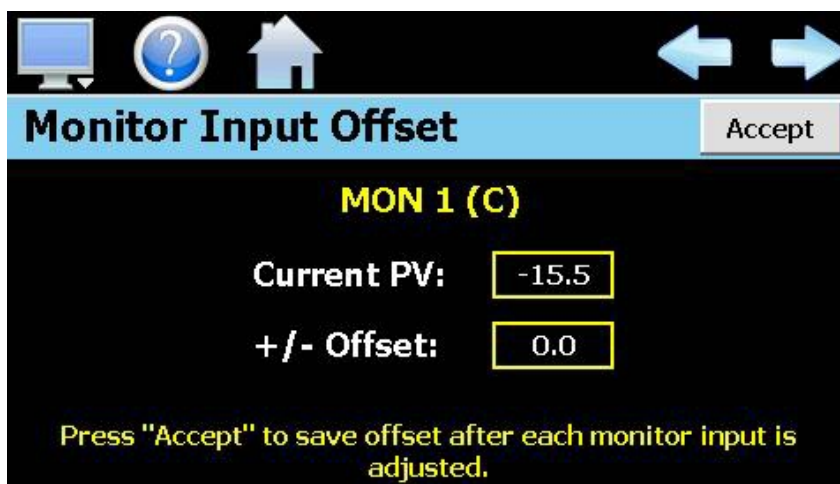 ?
Monitor Input Offset
Accept
MON 1 (C)
Current PV: -15.5
+/- Offset: 0.0
Press "Accept" to save offset after each monitor input is
adjusted.